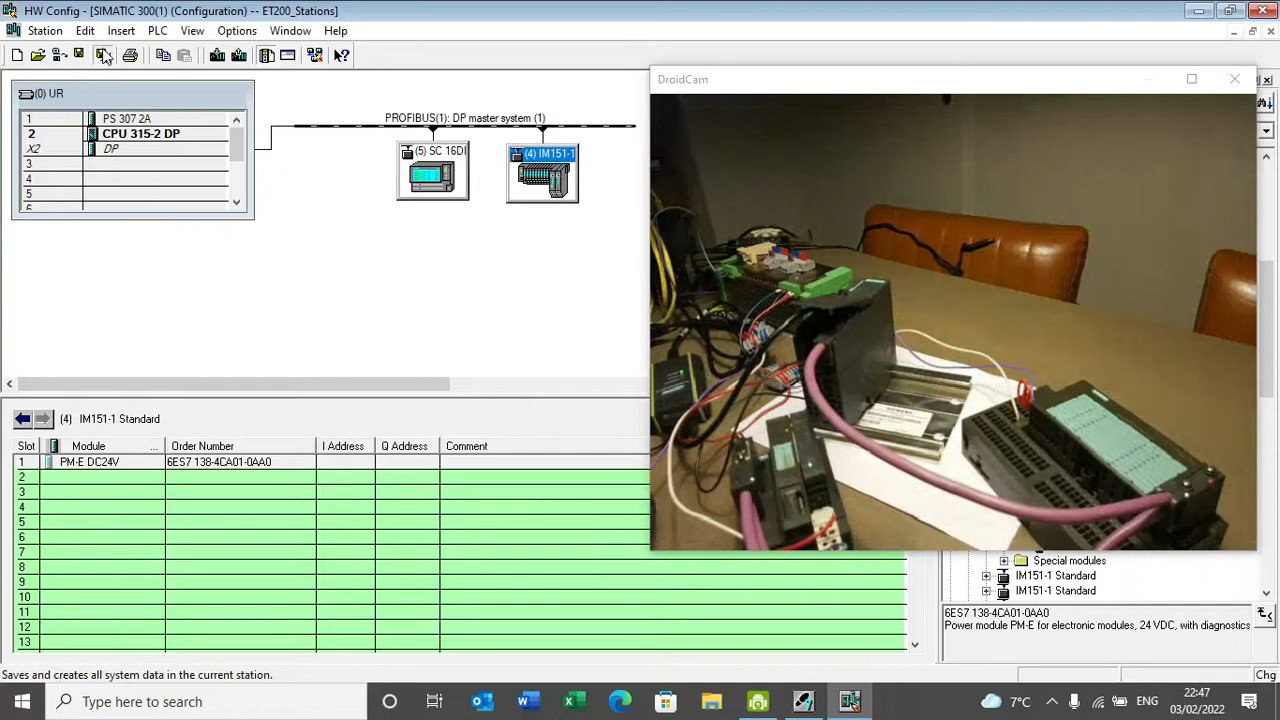 HW Config - [SIMATIC 300(1) (Configuration) -- ET200_Stations]
Station Edit Insert PLC View Options Window Help
(0) UR
1 PS 307 2A
2 CPU 315-2 DP
X2 DP
3
4
5
6
PROFIBUS(1): DP master system (1)
(5) SC 16DI
(4) IM151-1
DroidCam
(4) IM151-1 Standard
Slot Module ... Order Number I Address Q Address Comment
1 PM-E DC24V 6ES7 138-4CA01-0AA0
2
3
4
5
6
7
8
9
10
11
12
13
Special modules
IM151-1 Standard
IM151-1 Standard
6ES7 138-4CA01-0AA0
Power module PM-E for electronic modules, 24 VDC, with diagnostics
Saves and creates all system data in the current station.
Chg
Type here to search
7°C
ENG
22:47
03/02/2022